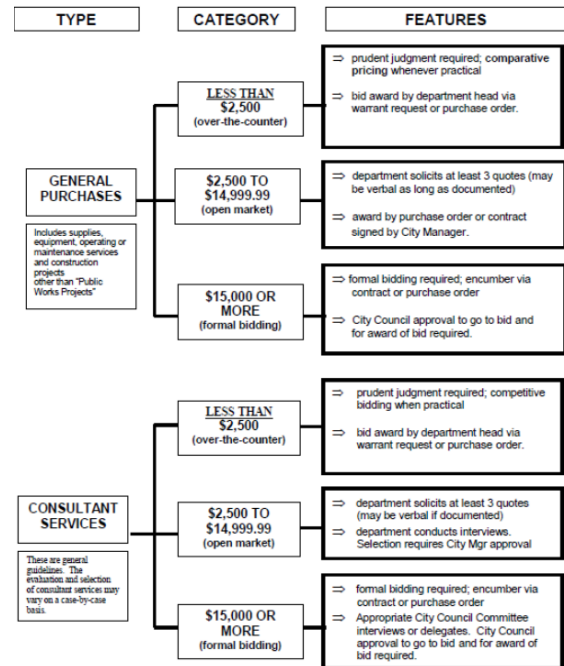 TYPE
CATEGORY
FEATURES
GENERAL
PURCHASES
Includes supplies,
equipment, operating or
maintenance services
and construction
projects
other than "Public
Works Projects"
LESS THAN
$2,500
(over-the-counter)
⇒ prudent judgment required; comparative
pricing whenever practical
⇒ bid award by department head via
warrant request or purchase order.
$2,500 TO
$14,999.99
(open market)
⇒ department solicits at least 3 quotes (may
be verbal as long as documented)
⇒ award by purchase order or contract
signed by City Manager.
$15,000 OR
MORE
(formal bidding)
⇒ formal bidding required; encumber via
contract or purchase order
⇒ City Council approval to go to bid and
for award of bid required.
CONSULTANT
SERVICES
These are general
guidelines. The
evaluation and selection
of consultant services may
vary on a case-by-case
basis.
LESS THAN
$2,500
(over-the-counter)
⇒ prudent judgment required; competitive
bidding when practical
⇒ bid award by department head via
warrant request or purchase order.
$2,500 TO
$14,999.99
(open market)
⇒ department solicits at least 3 quotes
(may be verbal if documented)
⇒ department conducts interviews.
Selection requires City Mgr approval
$15,000 OR
MORE
(formal bidding)
⇒ formal bidding required; encumber via
contract or purchase order
⇒ Appropriate City Council Committee
interviews or delegates. City Council
approval to go to bid and for award of
bid required.